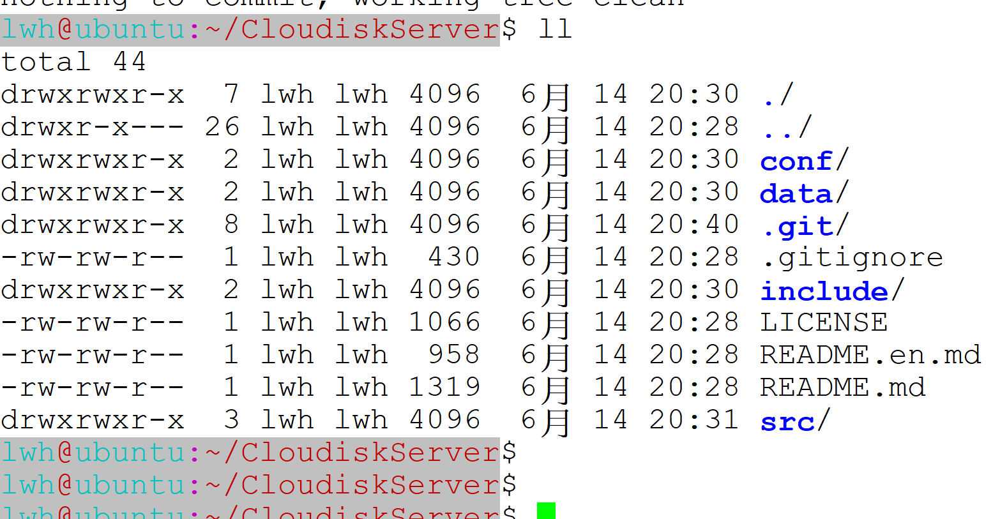 nothing to commit, working tree clean
lwh@ubuntu:~/CloudiskServer$ ll
total 44
drwxrwxr-x  7 lwh lwh 4096  6月 14 20:30 ./
drwxr-x--- 26 lwh lwh 4096  6月 14 20:28 ../
drwxrwxr-x  2 lwh lwh 4096  6月 14 20:30 conf/
drwxrwxr-x  2 lwh lwh 4096  6月 14 20:30 data/
drwxrwxr-x  8 lwh lwh 4096  6月 14 20:40 .git/
-rw-rw-r--  1 lwh lwh  430  6月 14 20:28 .gitignore
drwxrwxr-x  2 lwh lwh 4096  6月 14 20:30 include/
-rw-rw-r--  1 lwh lwh 1066  6月 14 20:28 LICENSE
-rw-rw-r--  1 lwh lwh  958  6月 14 20:28 README.en.md
-rw-rw-r--  1 lwh lwh 1319  6月 14 20:28 README.md
drwxrwxr-x  3 lwh lwh 4096  6月 14 20:31 src/
lwh@ubuntu:~/CloudiskServer$
lwh@ubuntu:~/CloudiskServer$
lwh@ubuntu:~/CloudiskServer$